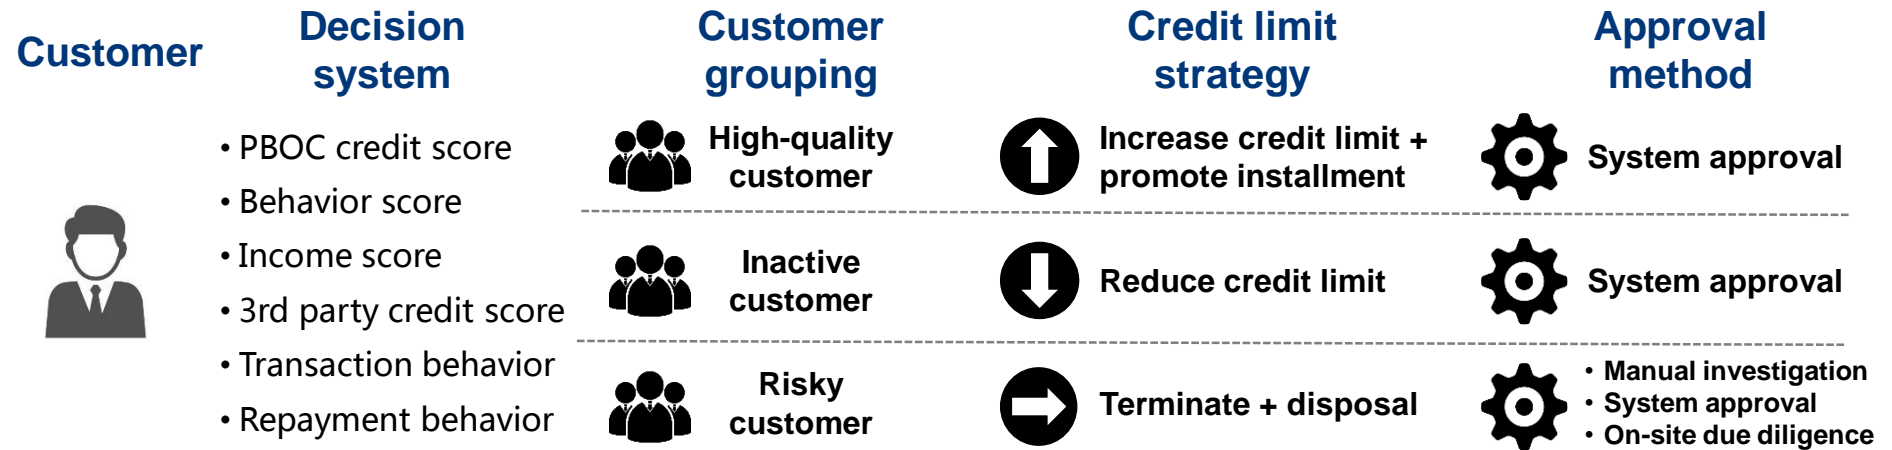 Customer
Decision
system
Customer
grouping
Credit limit
strategy
Approval
method
• PBOC credit score
• Behavior score
• Income score
• 3rd party credit score
• Transaction behavior
• Repayment behavior
High-quality
customer
Increase credit limit +
promote installment
System approval
Inactive
customer
Reduce credit limit
System approval
Risky
customer
Terminate + disposal
• Manual investigation
• System approval
• On-site due diligence